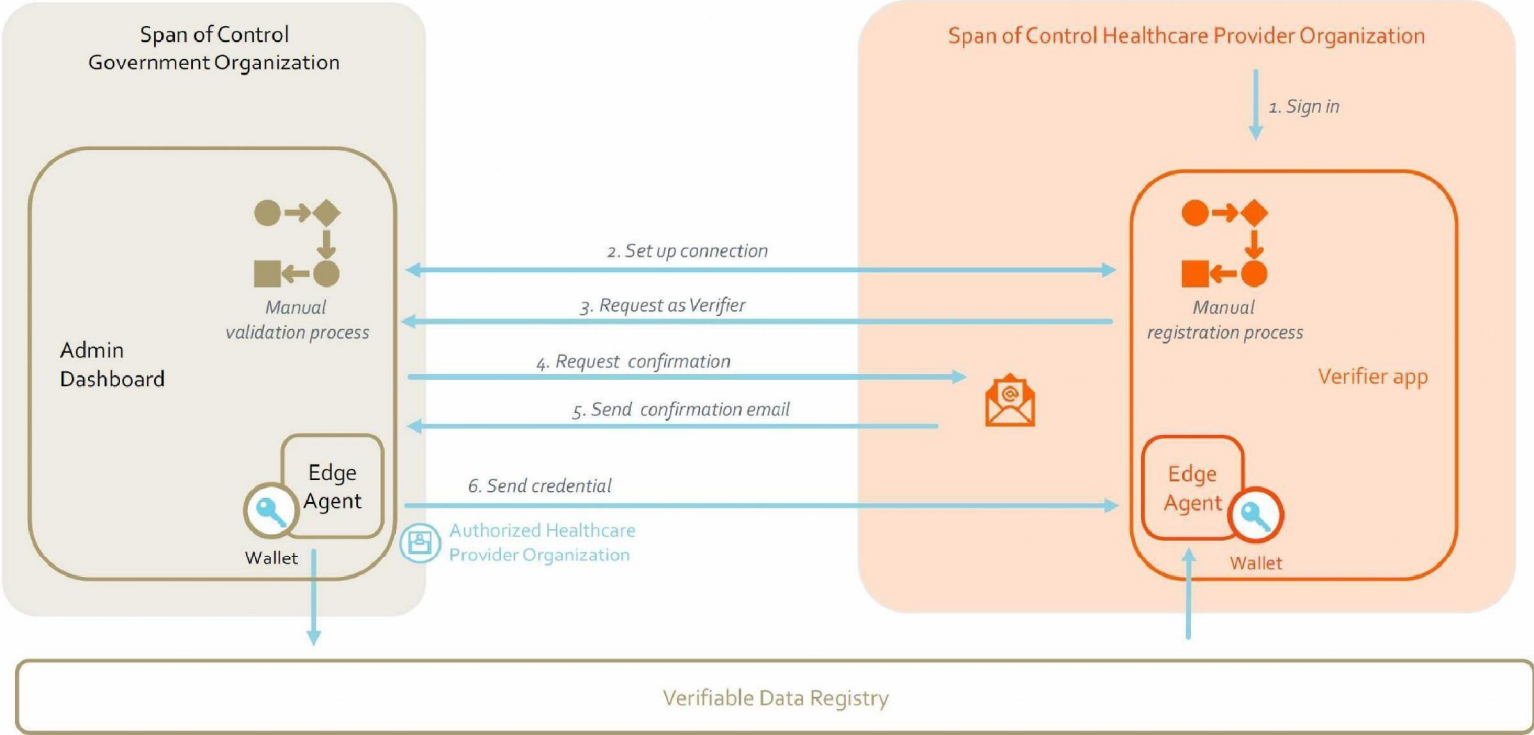 Span of Control
Government Organization
Span of Control Healthcare Provider Organization
1. Sign in
2. Set up connection
Manual
validation process
3. Request as Verifier
Manual
registration process
Admin
Dashboard
4. Request confirmation
@
Verifier app
5. Send confirmation email
Edge
Agent
Wallet
6. Send credential
Authorized Healthcare
Provider Organization
Edge
Agent
Wallet
Verifiable Data Registry